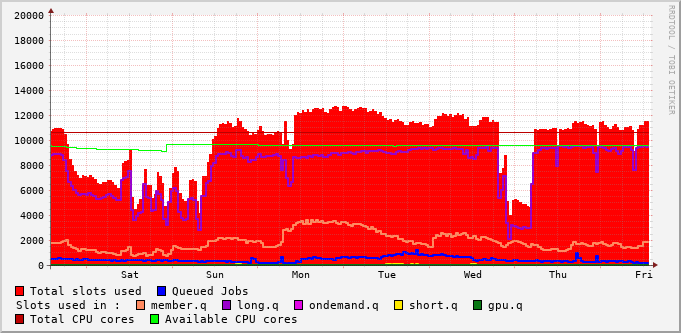 20000
18000
16000
14000
12000
10000
8000
6000
4000
2000
0
Sat Sun Mon Tue Wed Thu Fri
RRDTOOL / TOBI OETIKER
Total slots used Queued Jobs
Slots used in : member.q long.q ondemand.q short.q gpu.q
Total CPU cores Available CPU cores